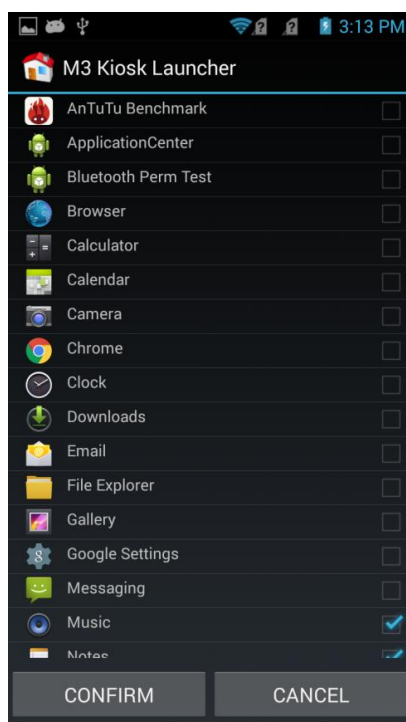 3:13 PM
M3 Kiosk Launcher
AnTuTu Benchmark
ApplicationCenter
Bluetooth Perm Test
Browser
Calculator
Calendar
Camera
Chrome
Clock
Downloads
Email
File Explorer
Gallery
Google Settings
Messaging
Music
Notes
CONFIRM CANCEL